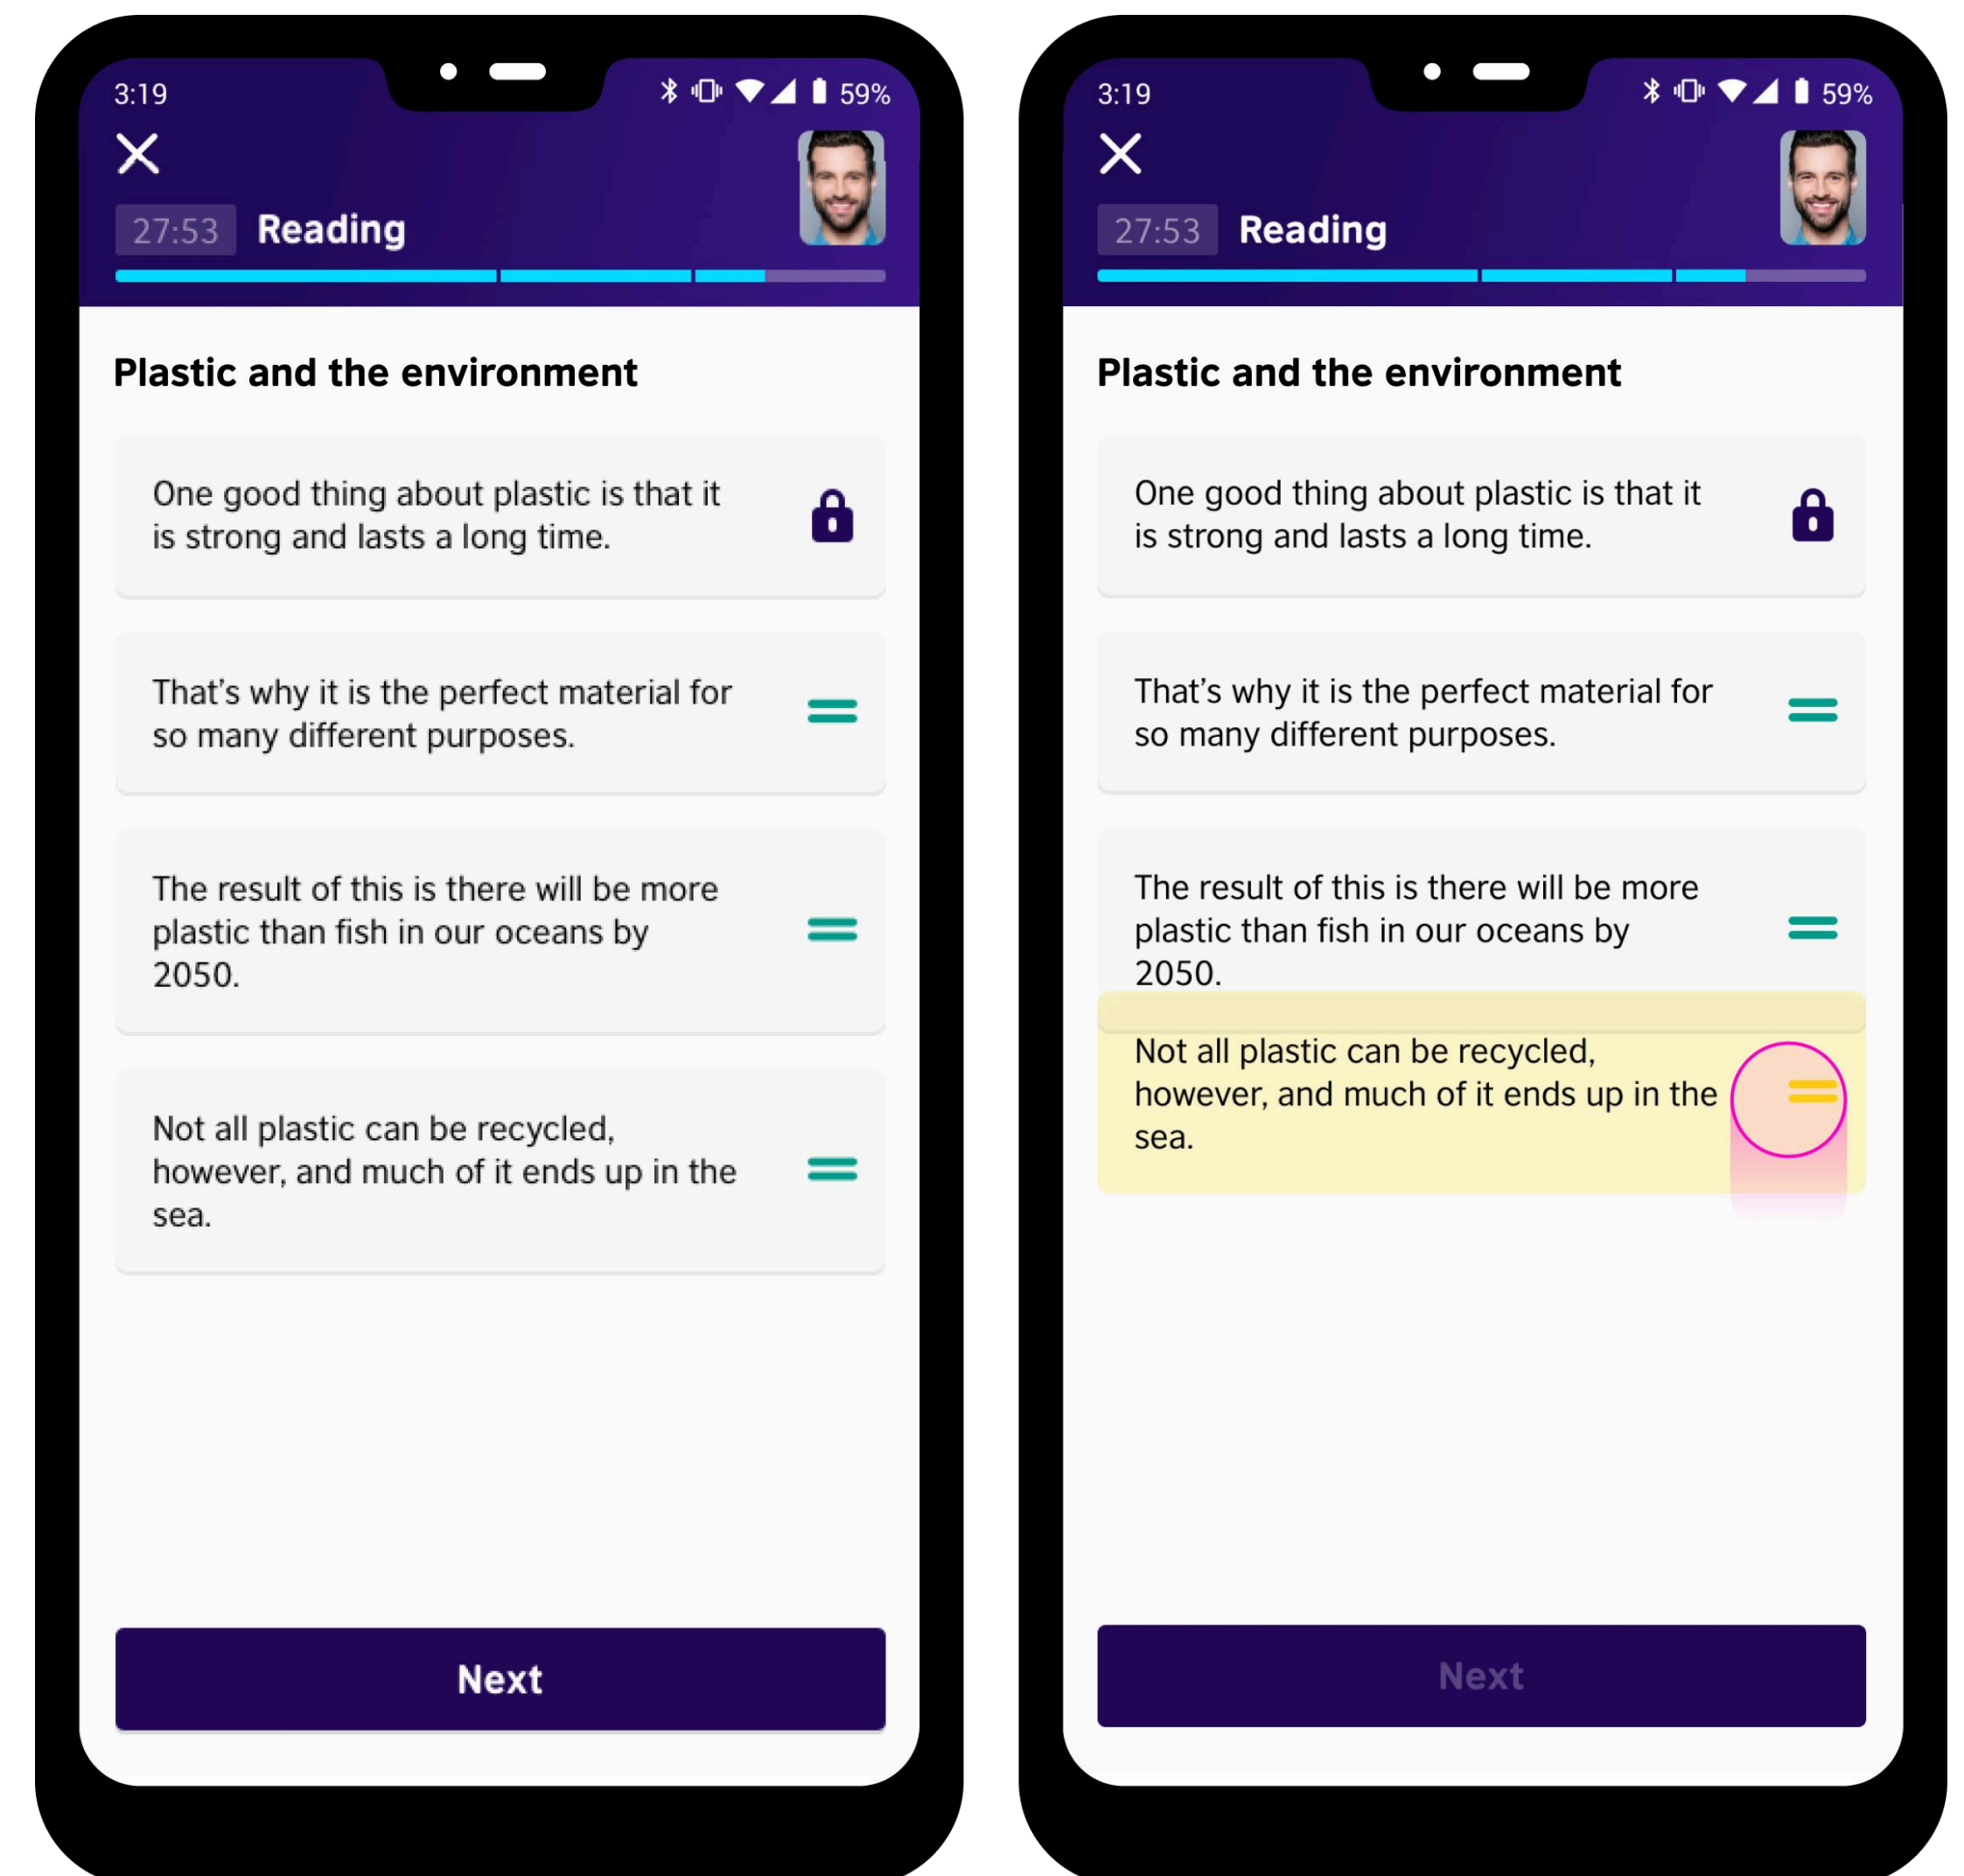 3:19
59%
27:53 Reading
Plastic and the environment
One good thing about plastic is that it
is strong and lasts a long time.
That’s why it is the perfect material for
so many different purposes.
The result of this is there will be more
plastic than fish in our oceans by
2050.
Not all plastic can be recycled,
however, and much of it ends up in the
sea.
Next
3:19
59%
27:53 Reading
Plastic and the environment
One good thing about plastic is that it
is strong and lasts a long time.
That’s why it is the perfect material for
so many different purposes.
The result of this is there will be more
plastic than fish in our oceans by
2050.
Not all plastic can be recycled,
however, and much of it ends up in the
sea.
Next